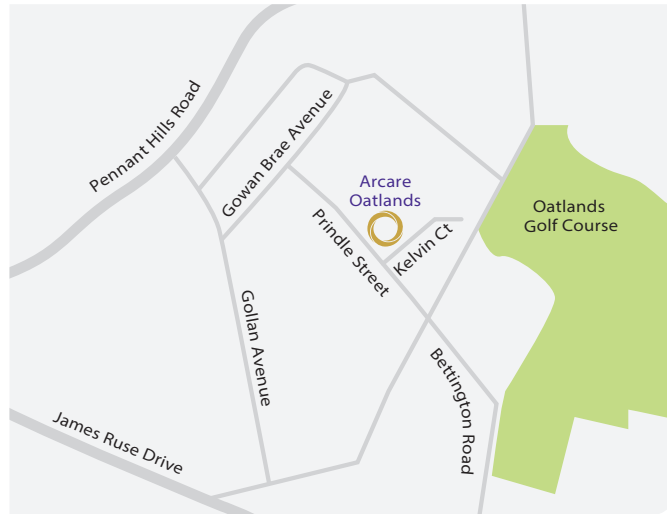 Pennant Hills Road
Gowan Brae Avenue
Arcare
Oatlands
Oatlands
Golf Course
Prindle Street
Kelvin Ct
Gollan Avenue
Bettington Road
James Ruse Drive